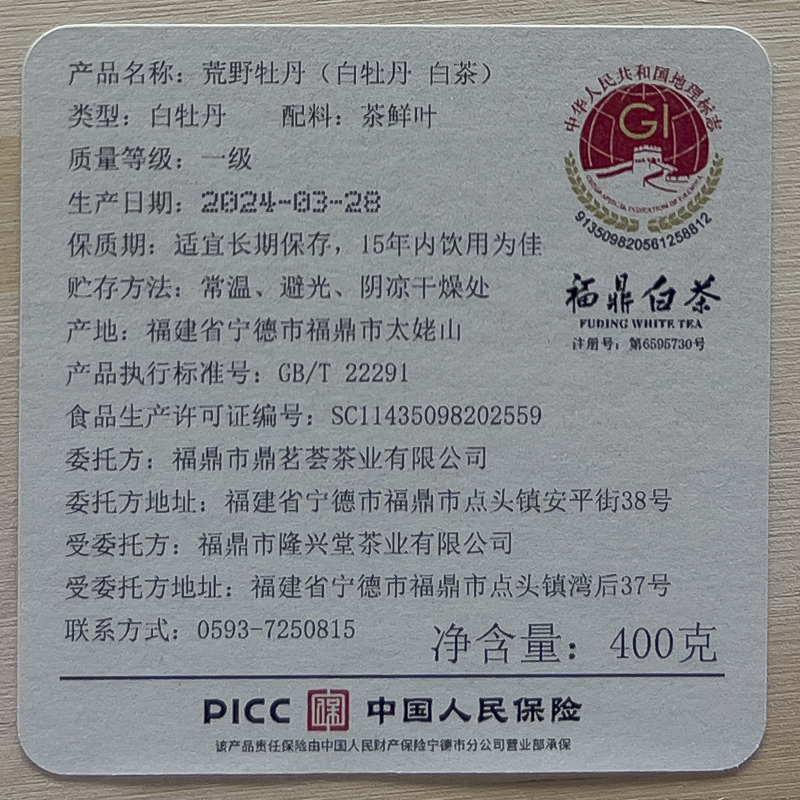 产品名称：荒野牡丹（白牡丹 白茶）
类型：白牡丹 配料：茶鲜叶
质量等级：一级
生产日期：2024-03-28
保质期：适宜长期保存，15年内饮用为佳
贮存方法：常温、避光、阴凉干燥处
产地：福建省宁德市福鼎市太姥山
产品执行标准号：GB/T 22291
食品生产许可证编号：SC11435098202559
委托方：福鼎市鼎茗荟茶业有限公司
委托方地址：福建省宁德市福鼎市点头镇安平街38号
受委托方：福鼎市隆兴堂茶业有限公司
受委托方地址：福建省宁德市福鼎市点头镇湾后37号
联系方式：0593-7250815
净含量：400克
中华人民共和国地理标志
GI
913509820561258812
福鼎白茶
FUDING WHITE TEA
注册号：第6595730号
PICC 中国人民保险
该产品责任保险由中国人民财产保险宁德市分公司营业部承保